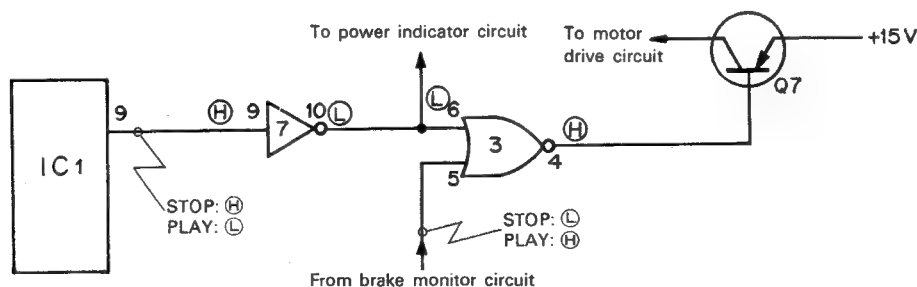 To power indicator circuit
To motor
drive circuit
+15V
Q7
IC1
9
Ⓗ
9
7
10
Ⓛ
Ⓛ
6
3
5
4
Ⓗ
STOP: Ⓗ
PLAY: Ⓛ
STOP: Ⓛ
PLAY: Ⓗ
From brake monitor circuit